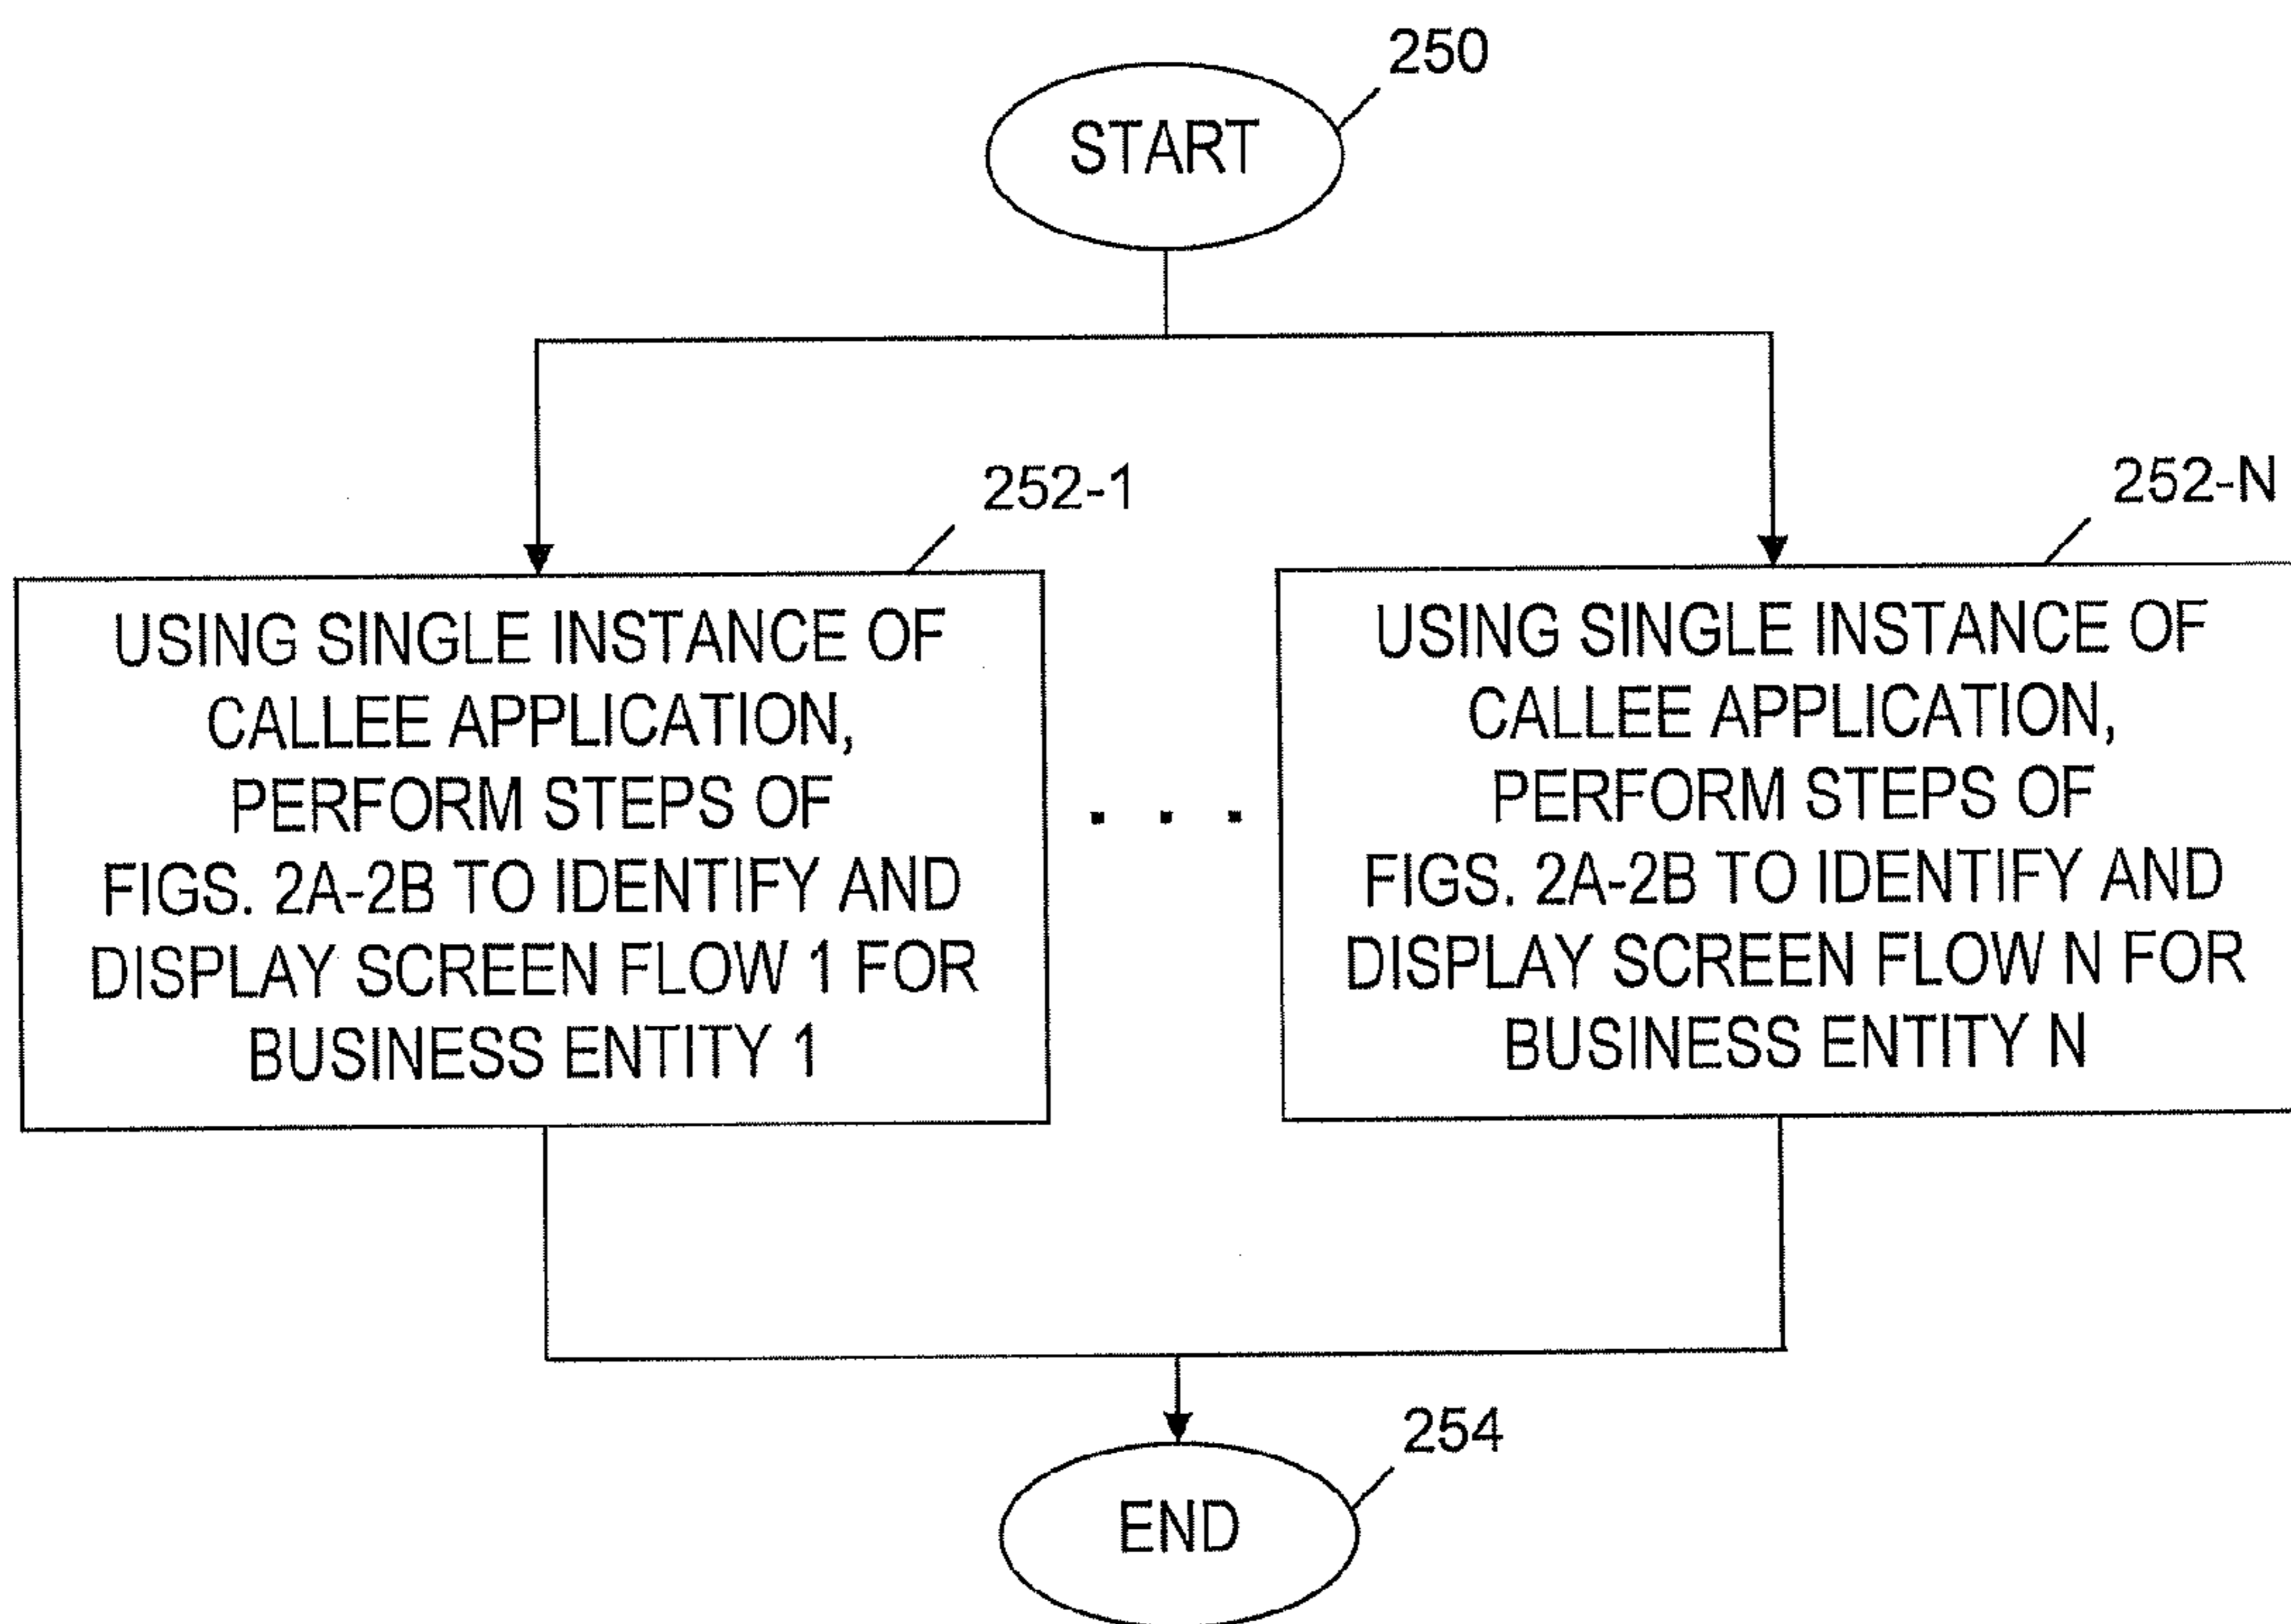 250
START
252-1
252-N
USING SINGLE INSTANCE OF
CALLEE APPLICATION,
PERFORM STEPS OF
FIGS. 2A-2B TO IDENTIFY AND
DISPLAY SCREEN FLOW 1 FOR
BUSINESS ENTITY 1
. . .
USING SINGLE INSTANCE OF
CALLEE APPLICATION,
PERFORM STEPS OF
FIGS. 2A-2B TO IDENTIFY AND
DISPLAY SCREEN FLOW N FOR
BUSINESS ENTITY N
254
END